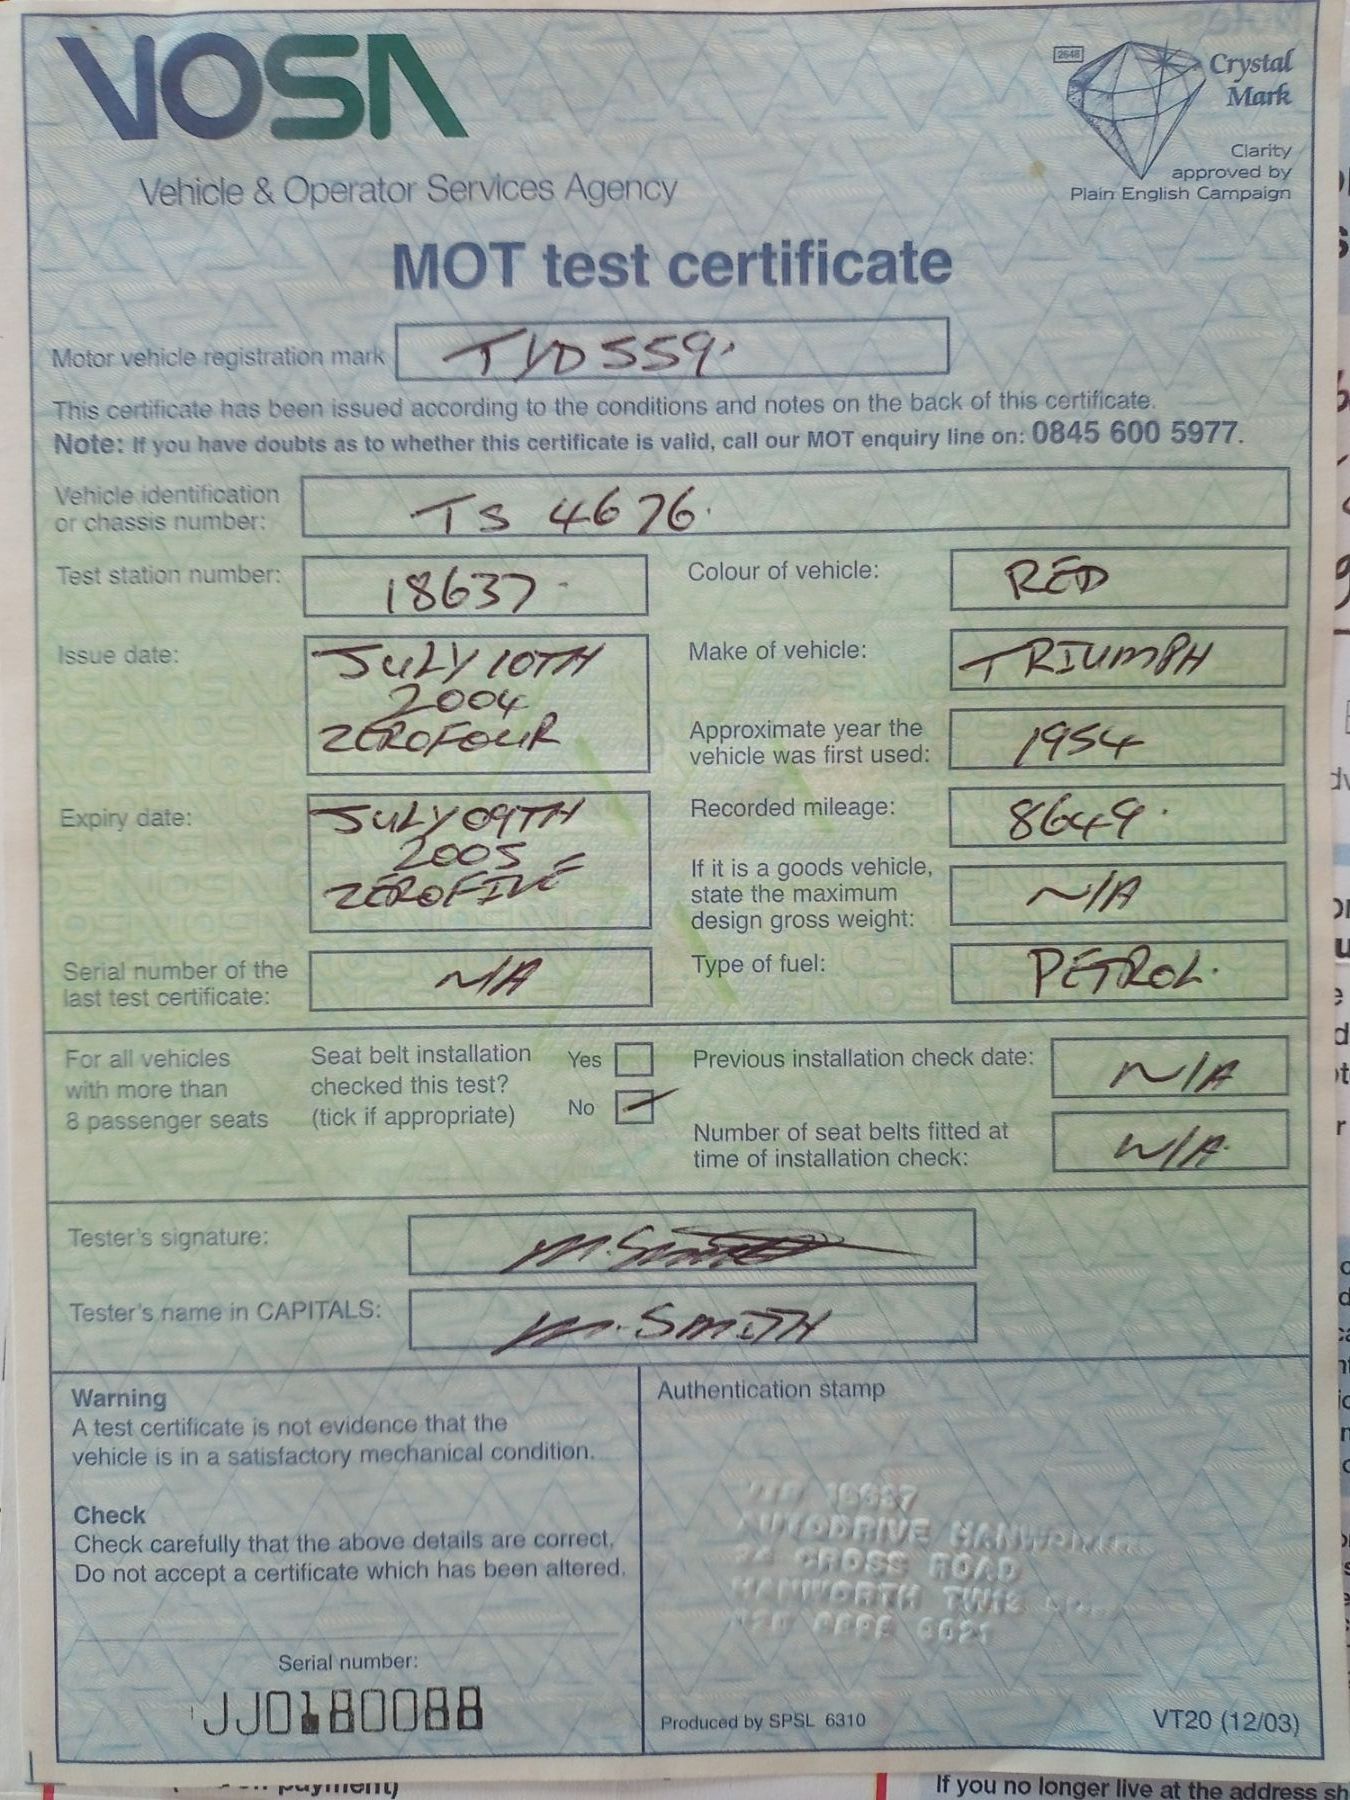 VOSA
Vehicle & Operator Services Agency
2648
Crystal
Mark
Clarity
approved by
Plain English Campaign
MOT test certificate
Motor vehicle registration mark TYD 559.
This certificate has been issued according to the conditions and notes on the back of this certificate.
Note: If you have doubts as to whether this certificate is valid, call our MOT enquiry line on: 0845 600 5977.
Vehicle identification
or chassis number:
TS 4676.
Test station number:
18637
Colour of vehicle:
RED
Issue date:
JULY 10TH
2004
ZEROFOUR
Make of vehicle:
TRIUMPH
Approximate year the
vehicle was first used:
1954
Expiry date:
JULY 09TH
2005
ZEROFIVE
Recorded mileage:
8649.
If it is a goods vehicle,
state the maximum
design gross weight:
N/A
Serial number of the
last test certificate:
N/A
Type of fuel:
PETROL.
For all vehicles
with more than
8 passenger seats
Seat belt installation
checked this test?
(tick if appropriate)
Yes
No
Previous installation check date:
N/A
Number of seat belts fitted at
time of installation check:
N/A
Tester's signature:
M. Smith
Tester's name in CAPITALS:
M. SMITH
Warning
A test certificate is not evidence that the
vehicle is in a satisfactory mechanical condition.
Check
Check carefully that the above details are correct.
Do not accept a certificate which has been altered.
Serial number:
JJ0180088
Authentication stamp
18637
AUTODRIVE
CROSS ROAD
HANWORTH TW13
Produced by SPSL 6310
VT20 (12/03)
payment)
If you no longer live at the address sh